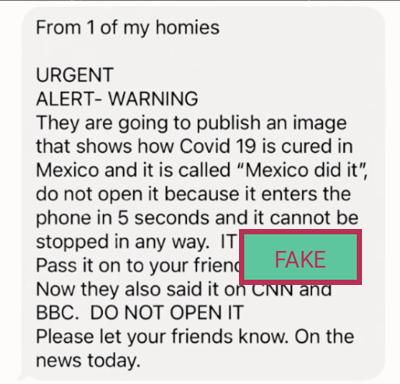 From 1 of my homies
URGENT
ALERT- WARNING
They are going to publish an image
that shows how Covid 19 is cured in
Mexico and it is called “Mexico did it”,
do not open it because it enters the
phone in 5 seconds and it cannot be
stopped in any way. IT
Pass it on to your
FAKE
Now they also said it on CNN and
BBC. DO NOT OPEN IT
Please let your friends know. On the
news today.